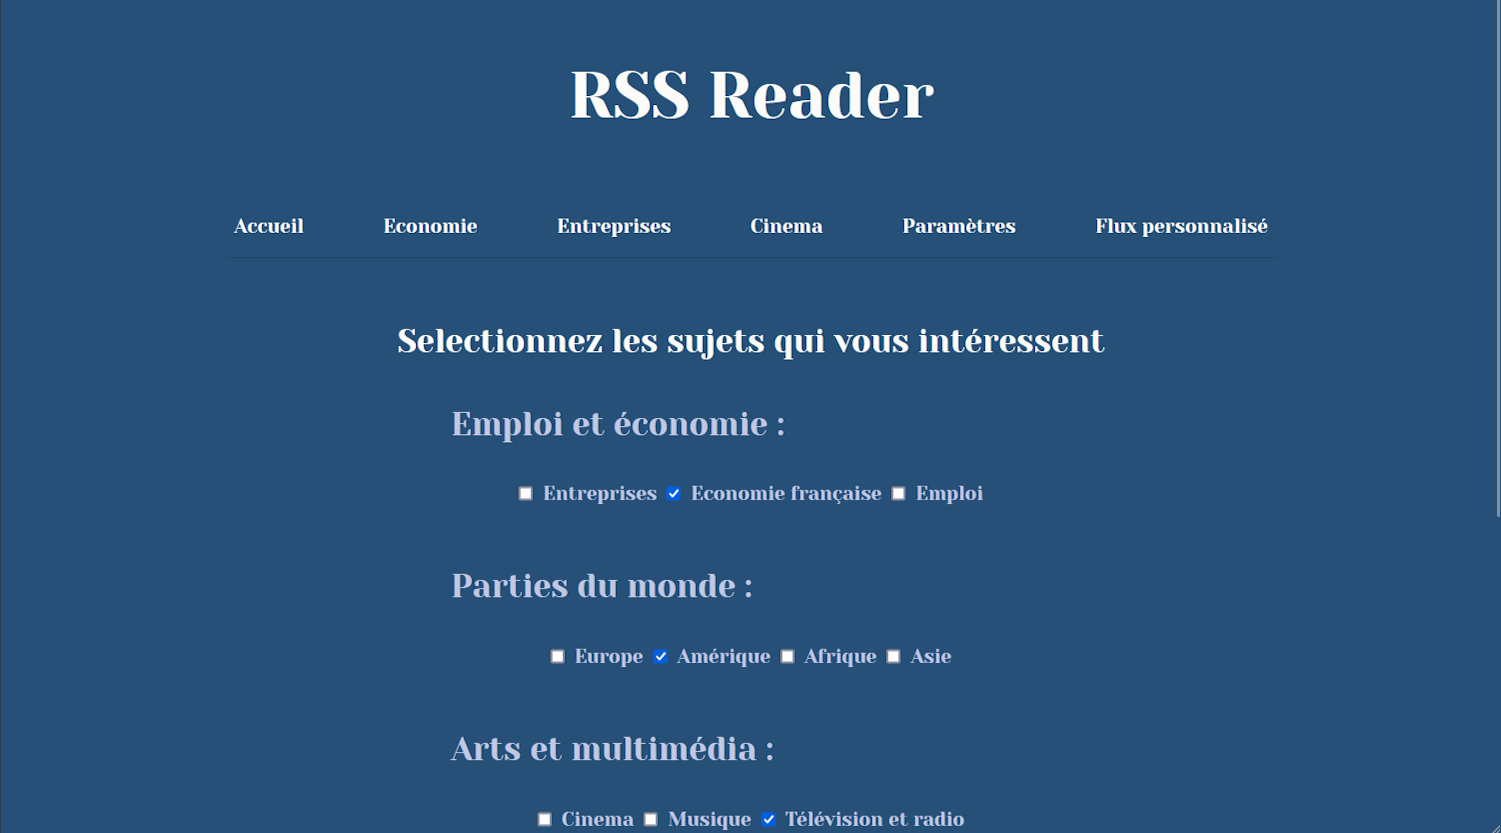 RSS Reader
Accueil Economie Entreprises Cinema Paramètres Flux personnalisé
Selectionnez les sujets qui vous intéressent
Emploi et économie :
Entreprises Economie française Emploi
Parties du monde :
Europe Amérique Afrique Asie
Arts et multimédia :
Cinema Musique Télévision et radio